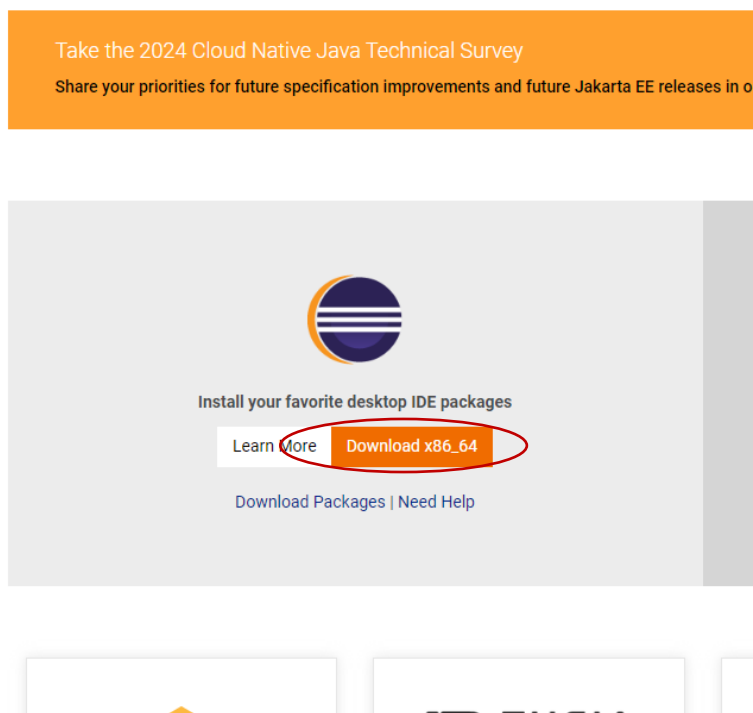 Take the 2024 Cloud Native Java Technical Survey
Share your priorities for future specification improvements and future Jakarta EE releases in o
Install your favorite desktop IDE packages
Learn More
Download x86_64
Download Packages | Need Help